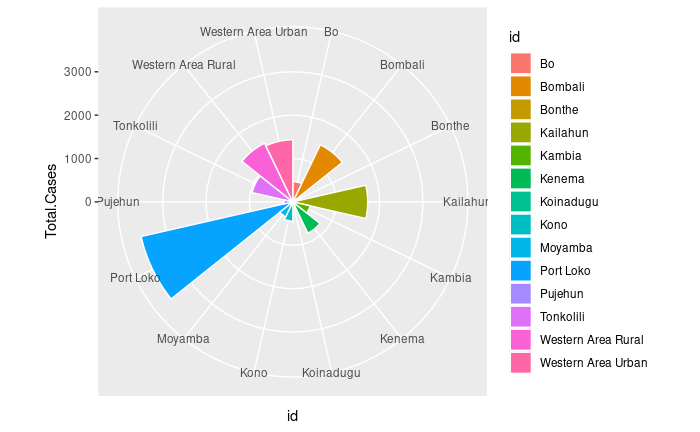 Western Area Urban
Bo
Western Area Rural
Bombali
Tonkolili
Bonthe
Pujehun
Kailahun
Port Loko
Kambia
Moyamba
Kenema
Kono
Koinadugu
3000
2000
1000
0
Total.Cases
id
id
Bo
Bombali
Bonthe
Kailahun
Kambia
Kenema
Koinadugu
Kono
Moyamba
Port Loko
Pujehun
Tonkolili
Western Area Rural
Western Area Urban